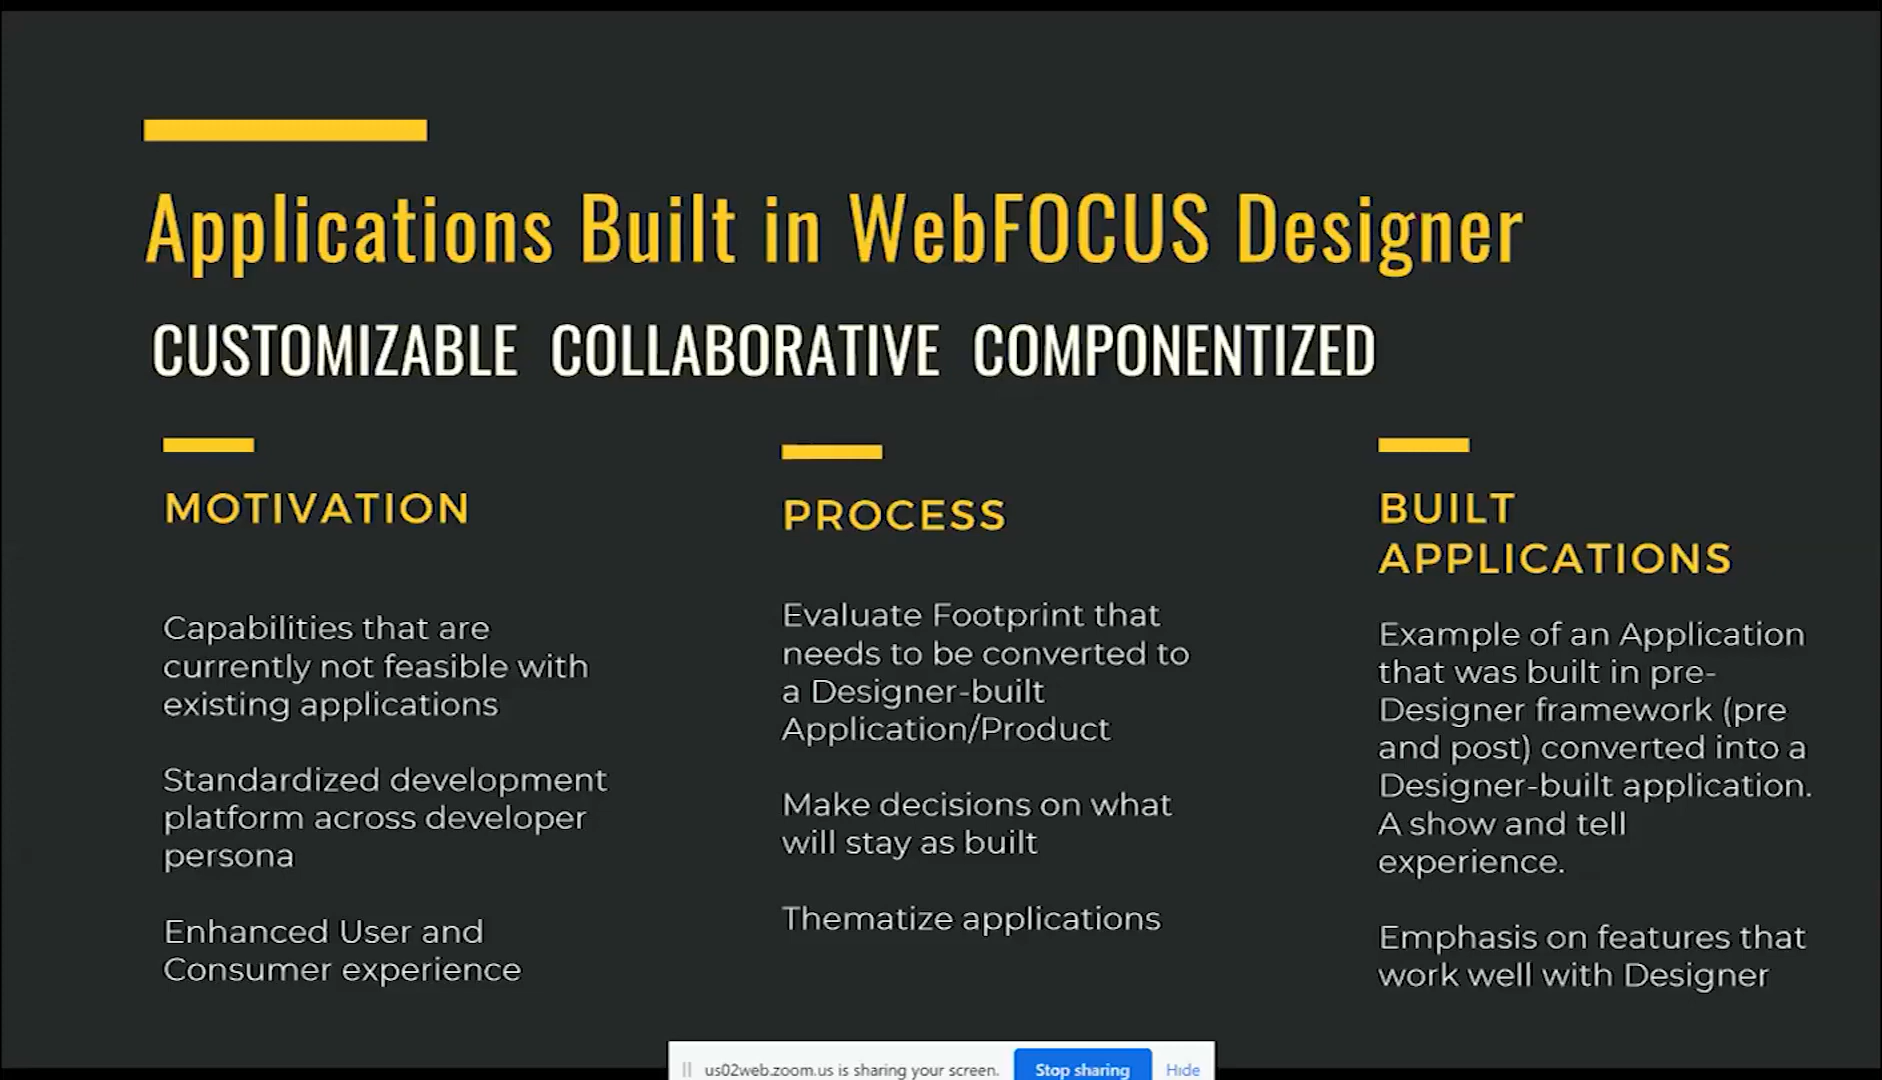 Applications Built in WebFOCUS Designer
CUSTOMIZABLE COLLABORATIVE COMPONENTIZED
MOTIVATION
Capabilities that are
currently not feasible with
existing applications
Standardized development
platform across developer
persona
Enhanced User and
Consumer experience
PROCESS
Evaluate Footprint that
needs to be converted to
a Designer-built
Application/Product
Make decisions on what
will stay as built
Thematize applications
BUILT
APPLICATIONS
Example of an Application
that was built in pre-
Designer framework (pre
and post) converted into a
Designer-built application.
A show and tell
experience.
Emphasis on features that
work well with Designer
us02web.zoom.us is sharing your screen.
Stop sharing
Hide